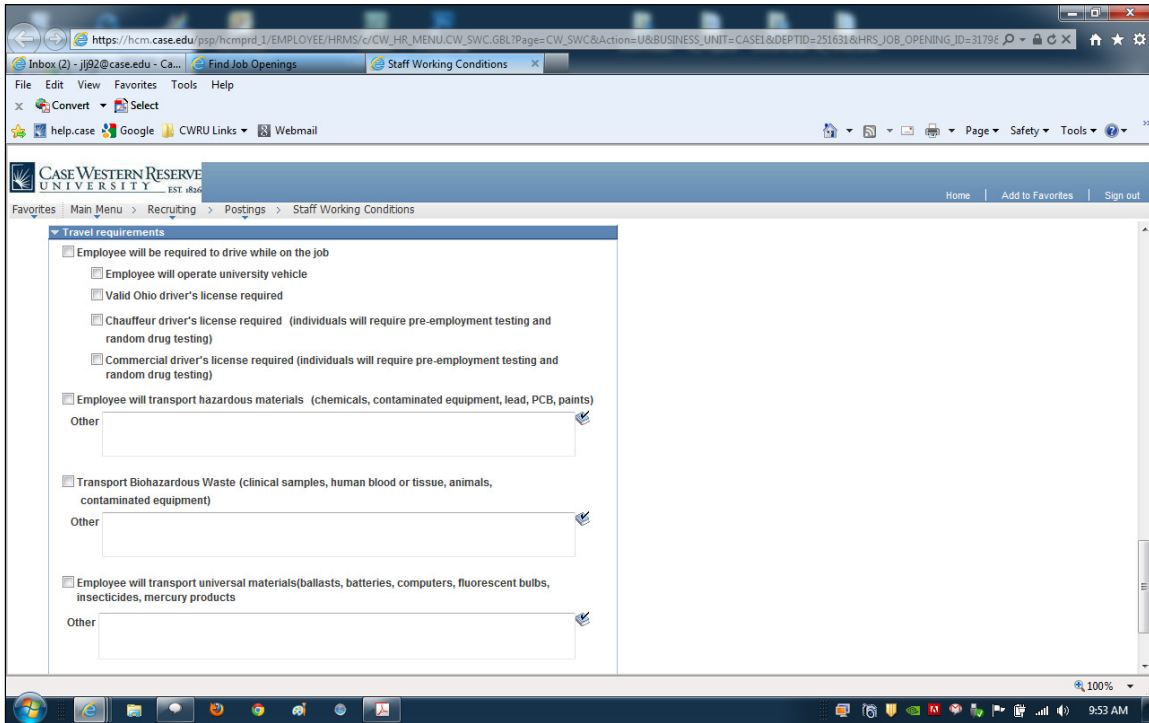 https://hcm.case.edu/psp/hcmprd_1/EMPLOYEE/HRMS/c/CW_HR_MENU.CW_SWC.GBL?Page=CW_SWC&Action=U&BUSINESS_UNIT=CASE1&DEPTID=251631&HRS_JOB_OPENING_ID=31798
Inbox (2) - jlj92@case.edu - Ca... Find Job Openings Staff Working Conditions
File Edit View Favorites Tools Help
x Convert Select
help.case Google CWRU Links Webmail Page Safety Tools
CASE WESTERN RESERVE
UNIVERSITY EST. 1826
Home | Add to Favorites | Sign out
Favorites Main Menu > Recruiting > Postings > Staff Working Conditions
Travel requirements
Employee will be required to drive while on the job
Employee will operate university vehicle
Valid Ohio driver's license required
Chauffeur driver's license required (individuals will require pre-employment testing and
random drug testing)
Commercial driver's license required (individuals will require pre-employment testing and
random drug testing)
Employee will transport hazardous materials (chemicals, contaminated equipment, lead, PCB, paints)
Other
Transport Biohazardous Waste (clinical samples, human blood or tissue, animals,
contaminated equipment)
Other
Employee will transport universal materials(ballasts, batteries, computers, fluorescent bulbs,
insecticides, mercury products
Other
100%
9:53 AM